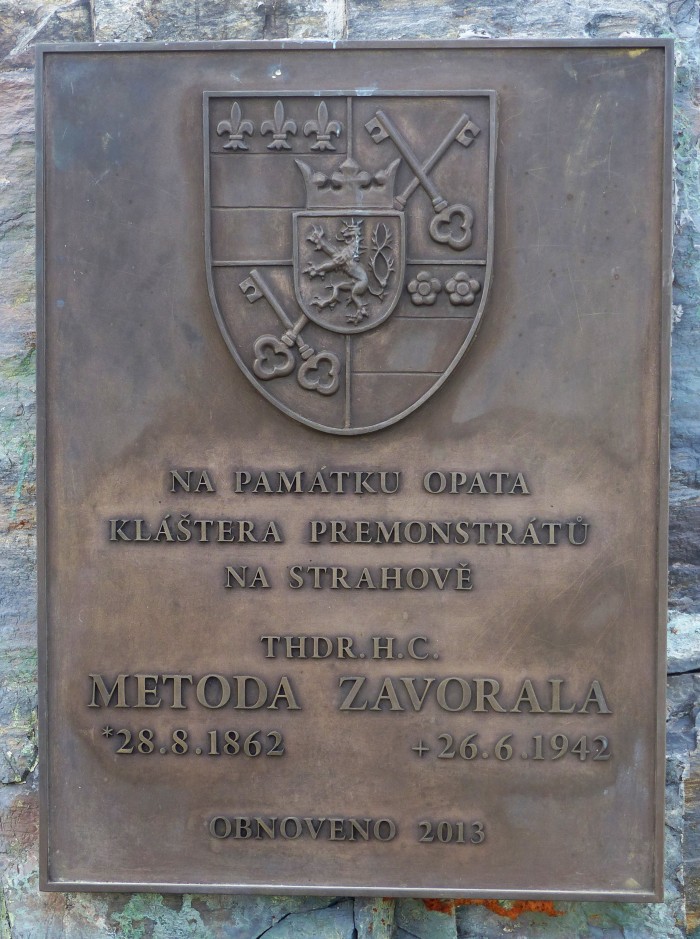 NA PAMÁTKU OPATA
KLÁŠTERA PREMONSTRÁTŮ
NA STRAHOVĚ
THDR.H.C.
METODA ZAVORALA
*28.8.1862 +26.6.1942
OBNOVENO 2013